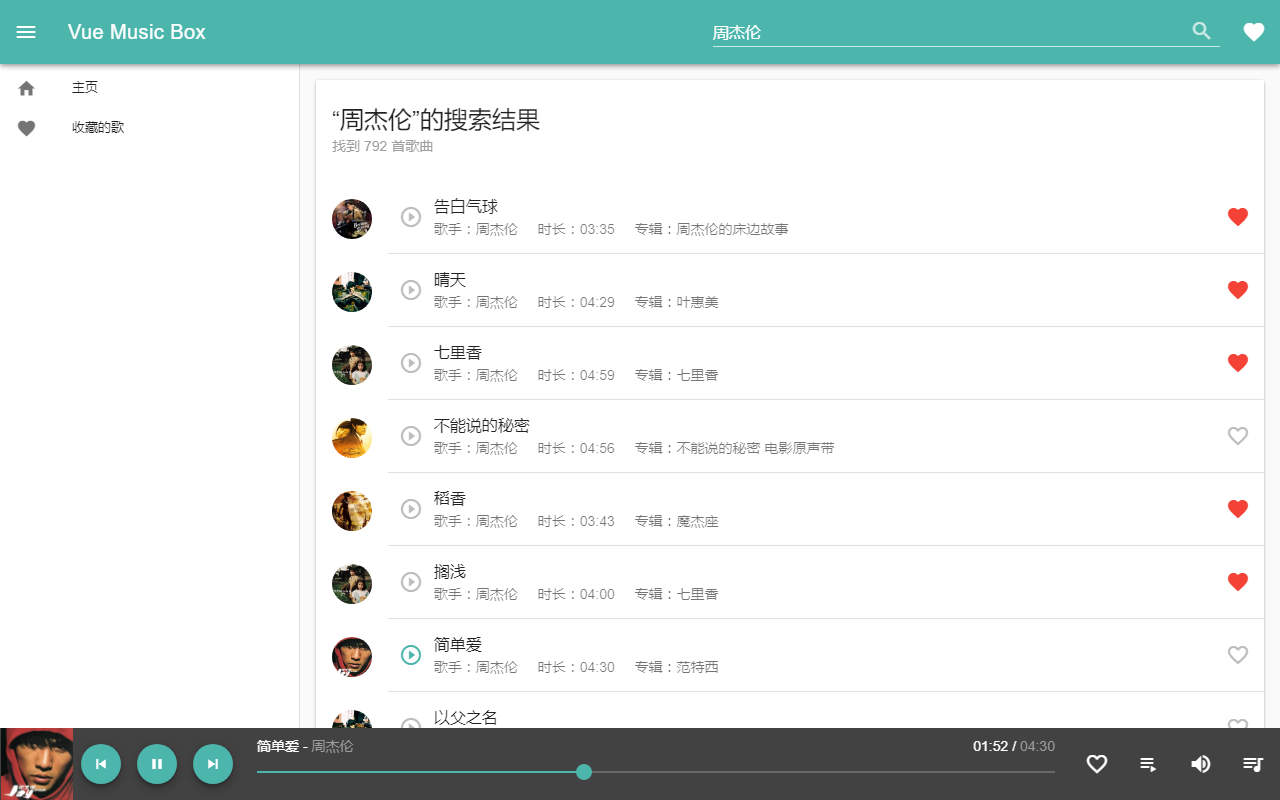 Vue Music Box
周杰伦
主页
收藏的歌
“周杰伦”的搜索结果
找到 792 首歌曲
告白气球
歌手：周杰伦 时长：03:35 专辑：周杰伦的床边故事
晴天
歌手：周杰伦 时长：04:29 专辑：叶惠美
七里香
歌手：周杰伦 时长：04:59 专辑：七里香
不能说的秘密
歌手：周杰伦 时长：04:56 专辑：不能说的秘密 电影原声带
稻香
歌手：周杰伦 时长：03:43 专辑：魔杰座
搁浅
歌手：周杰伦 时长：04:00 专辑：七里香
简单爱
歌手：周杰伦 时长：04:30 专辑：范特西
以父之名
简单爱 - 周杰伦
01:52 / 04:30